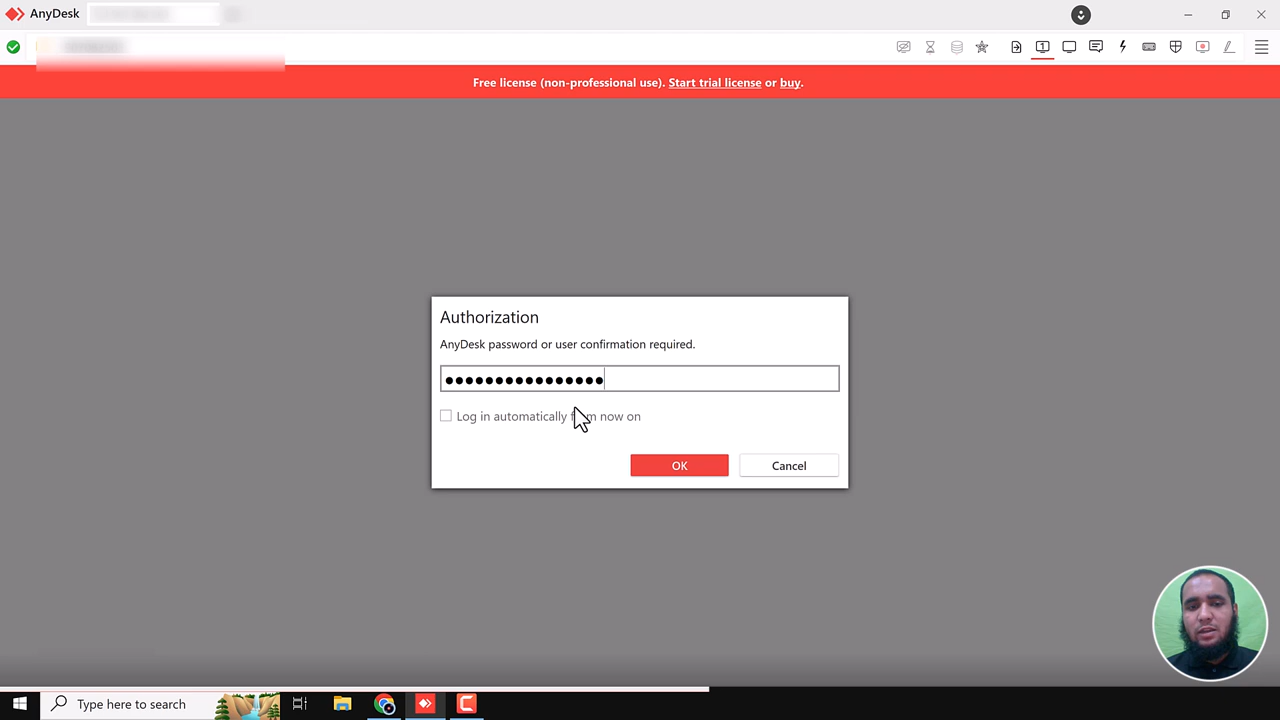 AnyDesk
1
Free license (non-professional use). Start trial license or buy.
Authorization
AnyDesk password or user confirmation required.
●●●●●●●●●●●●●●●●
Log in automatically from now on
OK
Cancel
Type here to search